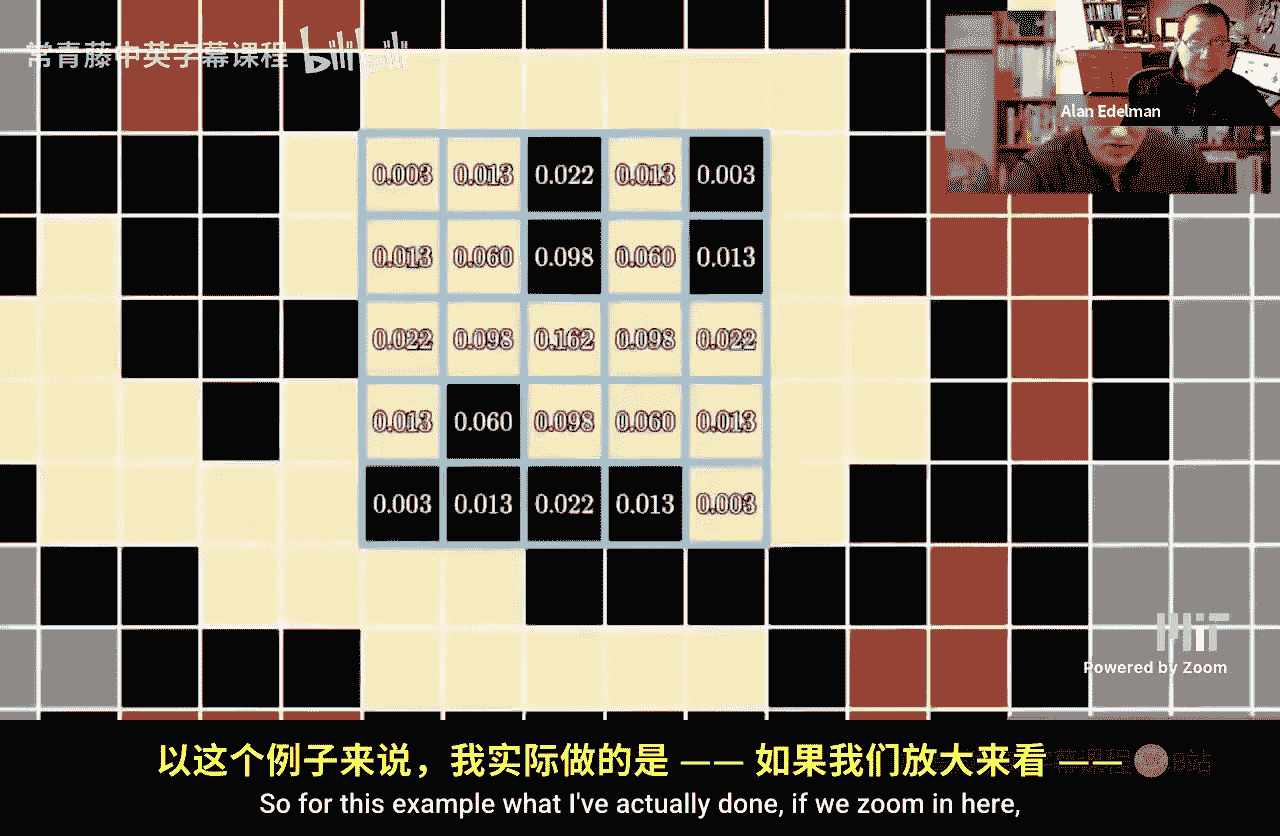 常青藤中英字幕课程 bilibili
Alan Edelman
0.003 0.013 0.022 0.013 0.003
0.013 0.060 0.098 0.060 0.013
0.022 0.098 0.162 0.098 0.022
0.013 0.060 0.098 0.060 0.013
0.003 0.013 0.022 0.013 0.003
MIT
Powered by Zoom
以这个例子来说，我实际做的是 —— 如果我们放大来看 ——
B站
So for this example what I've actually done, if we zoom in here,